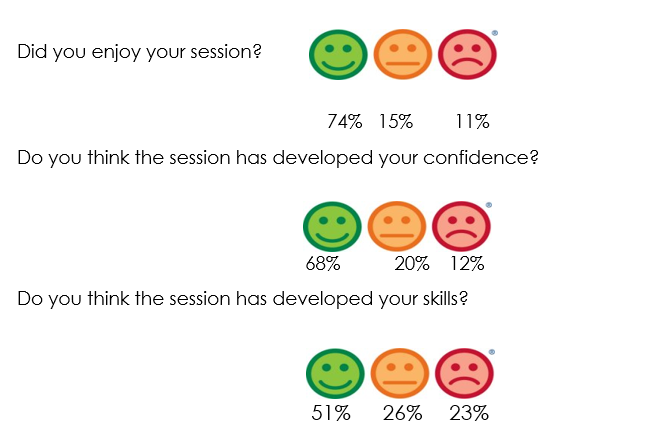 Did you enjoy your session?
74% 15% 11%
Do you think the session has developed your confidence?
68% 20% 12%
Do you think the session has developed your skills?
51% 26% 23%